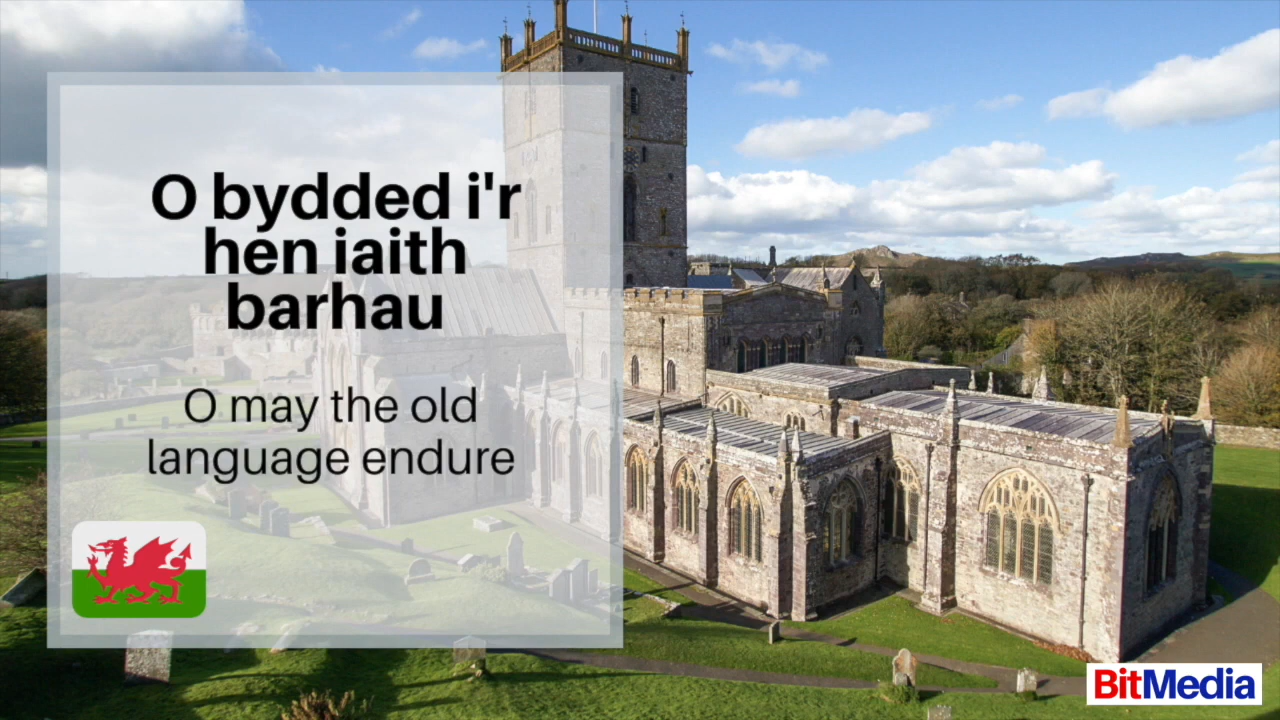 O bydded i'r
hen iaith
barhau
O may the old
language endure
BitMedia